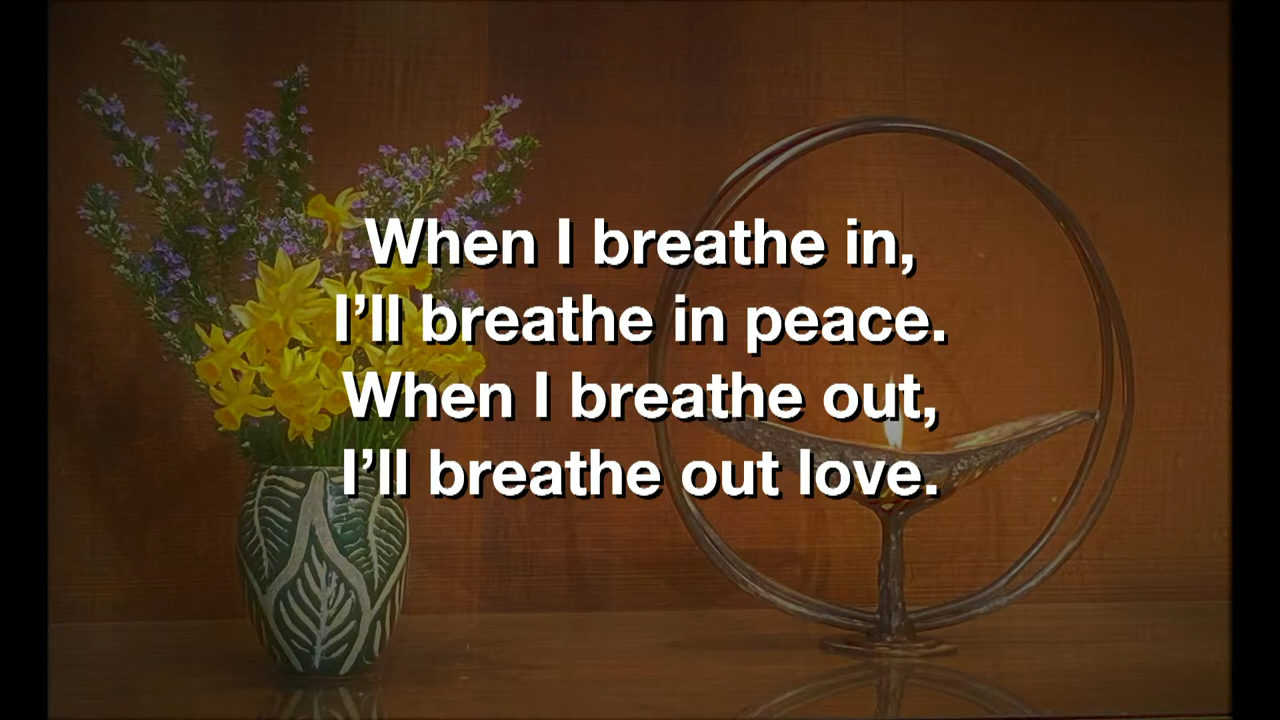 When I breathe in,
I’ll breathe in peace.
When I breathe out,
I’ll breathe out love.